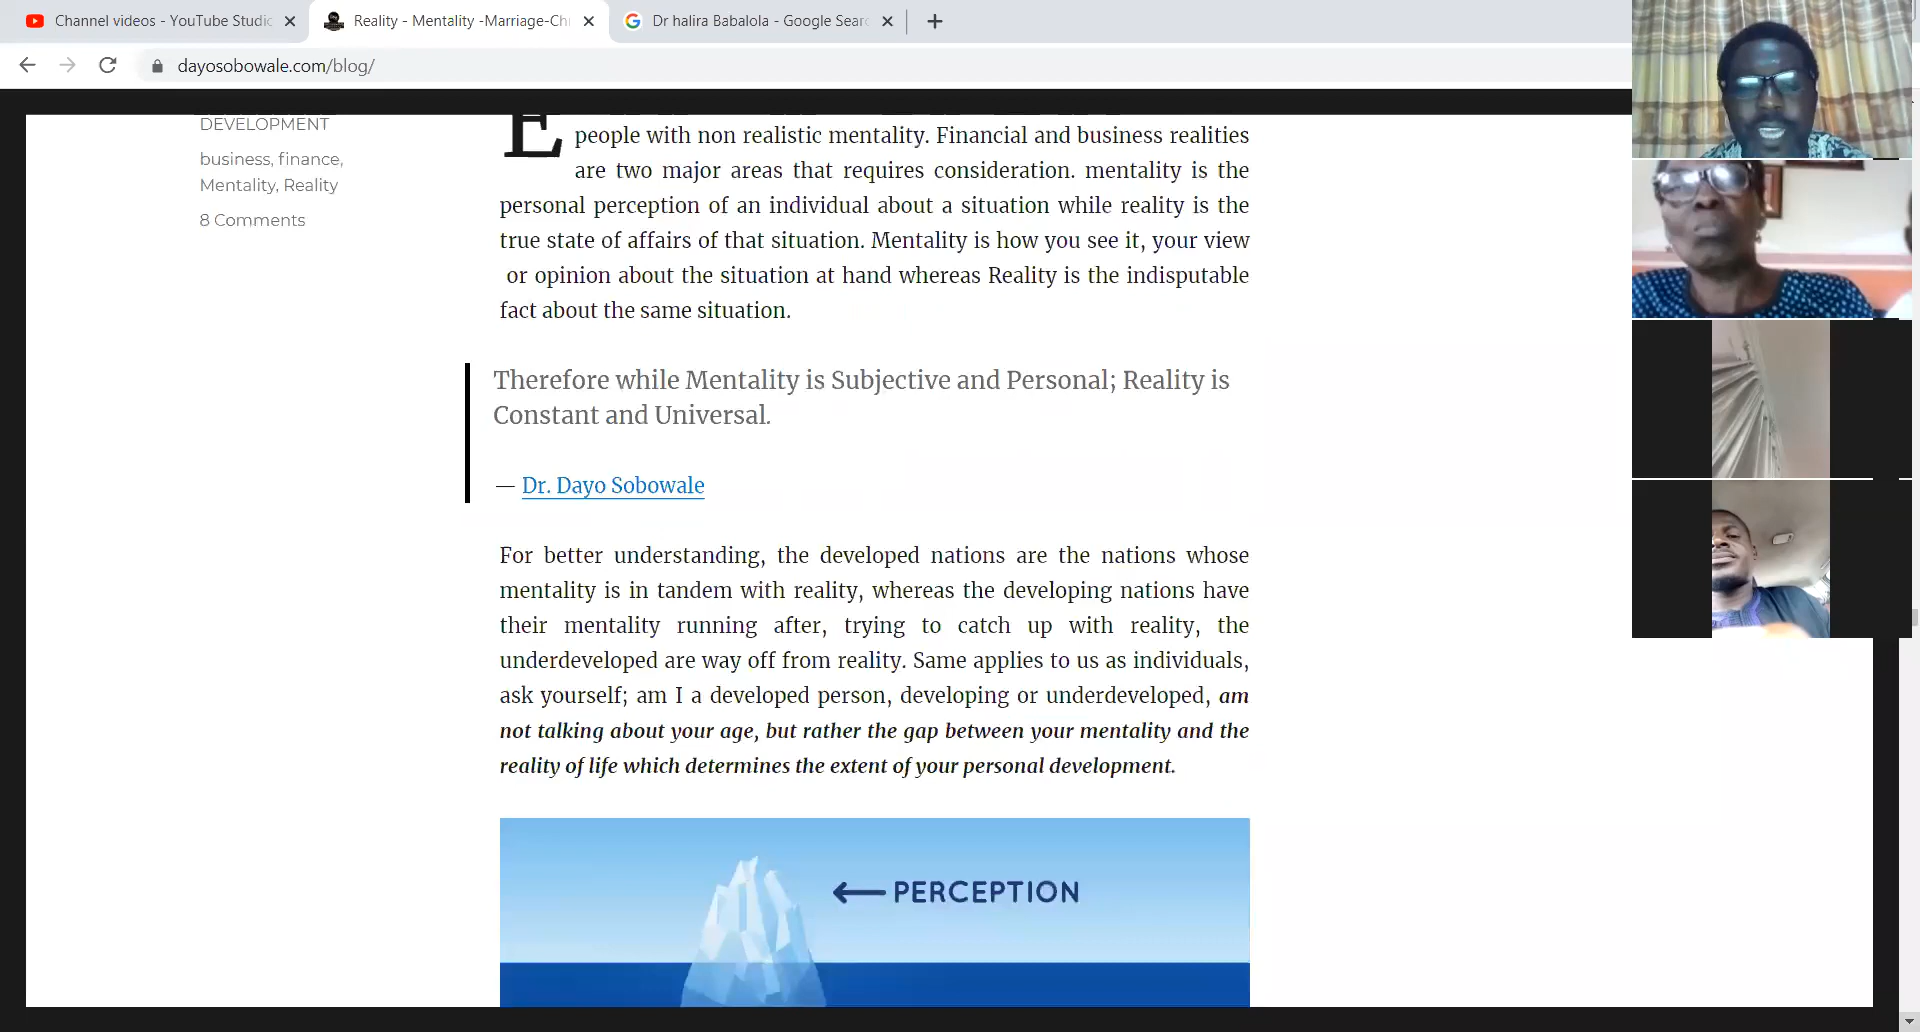 Channel videos - YouTube Studio
Reality - Mentality -Marriage-Ch
Dr halira Babalola - Google Sear
dayosobowale.com/blog/
DEVELOPMENT
business, finance,
Mentality, Reality
8 Comments
E people with non realistic mentality. Financial and business realities
are two major areas that requires consideration. mentality is the
personal perception of an individual about a situation while reality is the
true state of affairs of that situation. Mentality is how you see it, your view
or opinion about the situation at hand whereas Reality is the indisputable
fact about the same situation.
Therefore while Mentality is Subjective and Personal; Reality is
Constant and Universal.
— Dr. Dayo Sobowale
For better understanding, the developed nations are the nations whose
mentality is in tandem with reality, whereas the developing nations have
their mentality running after, trying to catch up with reality, the
underdeveloped are way off from reality. Same applies to us as individuals,
ask yourself; am I a developed person, developing or underdeveloped, am
not talking about your age, but rather the gap between your mentality and the
reality of life which determines the extent of your personal development.
PERCEPTION